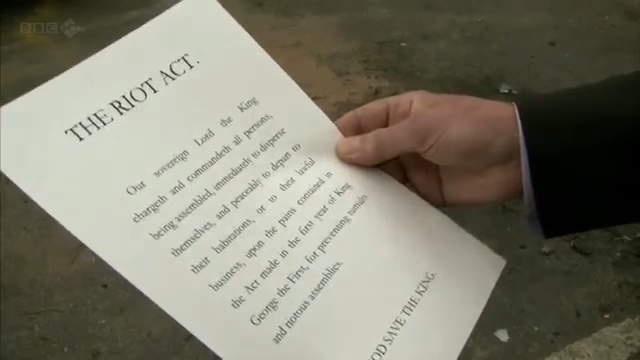 BBC HD
THE RIOT ACT.
Our sovereign Lord the King
chargeth and commandeth all persons,
being assembled, immediately to disperse
themselves, and peaceably to depart to
their habitations, or to their lawful
business, upon the pains contained in
the Act made in the first year of King
George the First, for preventing tumults
and riotous assemblies.
OD SAVE THE KING